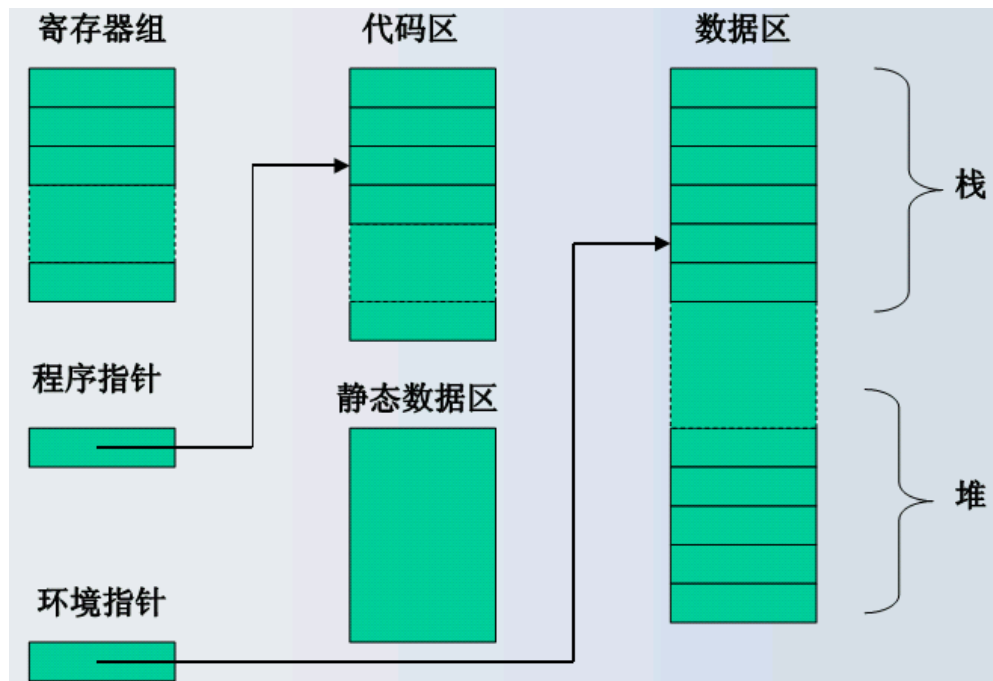 寄存器组
代码区
数据区
栈
程序指针
静态数据区
堆
环境指针